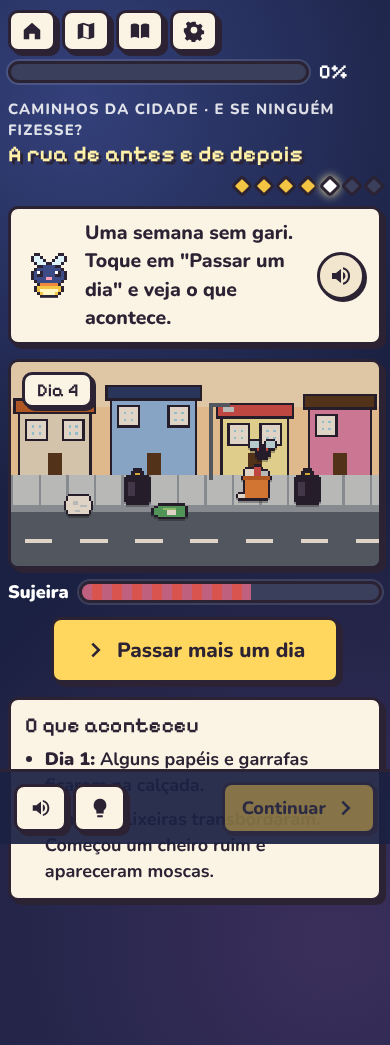 0%
CAMINHOS DA CIDADE · E SE NINGUÉM
FIZESSE?
A rua de antes e de depois
Uma semana sem gari.
Toque em "Passar um
dia" e veja o que
acontece.
Dia 4
Sujeira
Passar mais um dia
O que aconteceu
• Dia 1: Alguns papéis e garrafas
ficaram na calçada.
lixeiras transbordaram.
Continuar
Começou um cheiro ruim e
apareceram moscas.